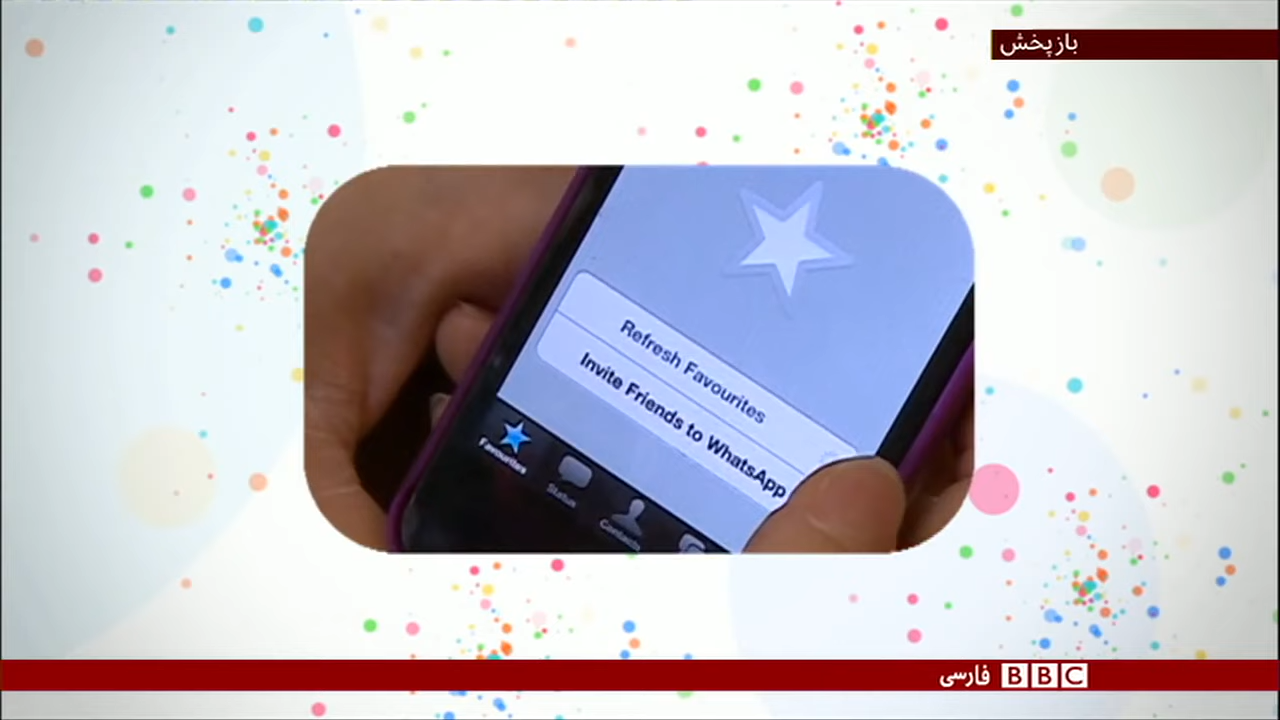 بازپخش
Refresh Favourites
Invite Friends to WhatsApp
Favourites
Status
Contacts
BBC فارسی